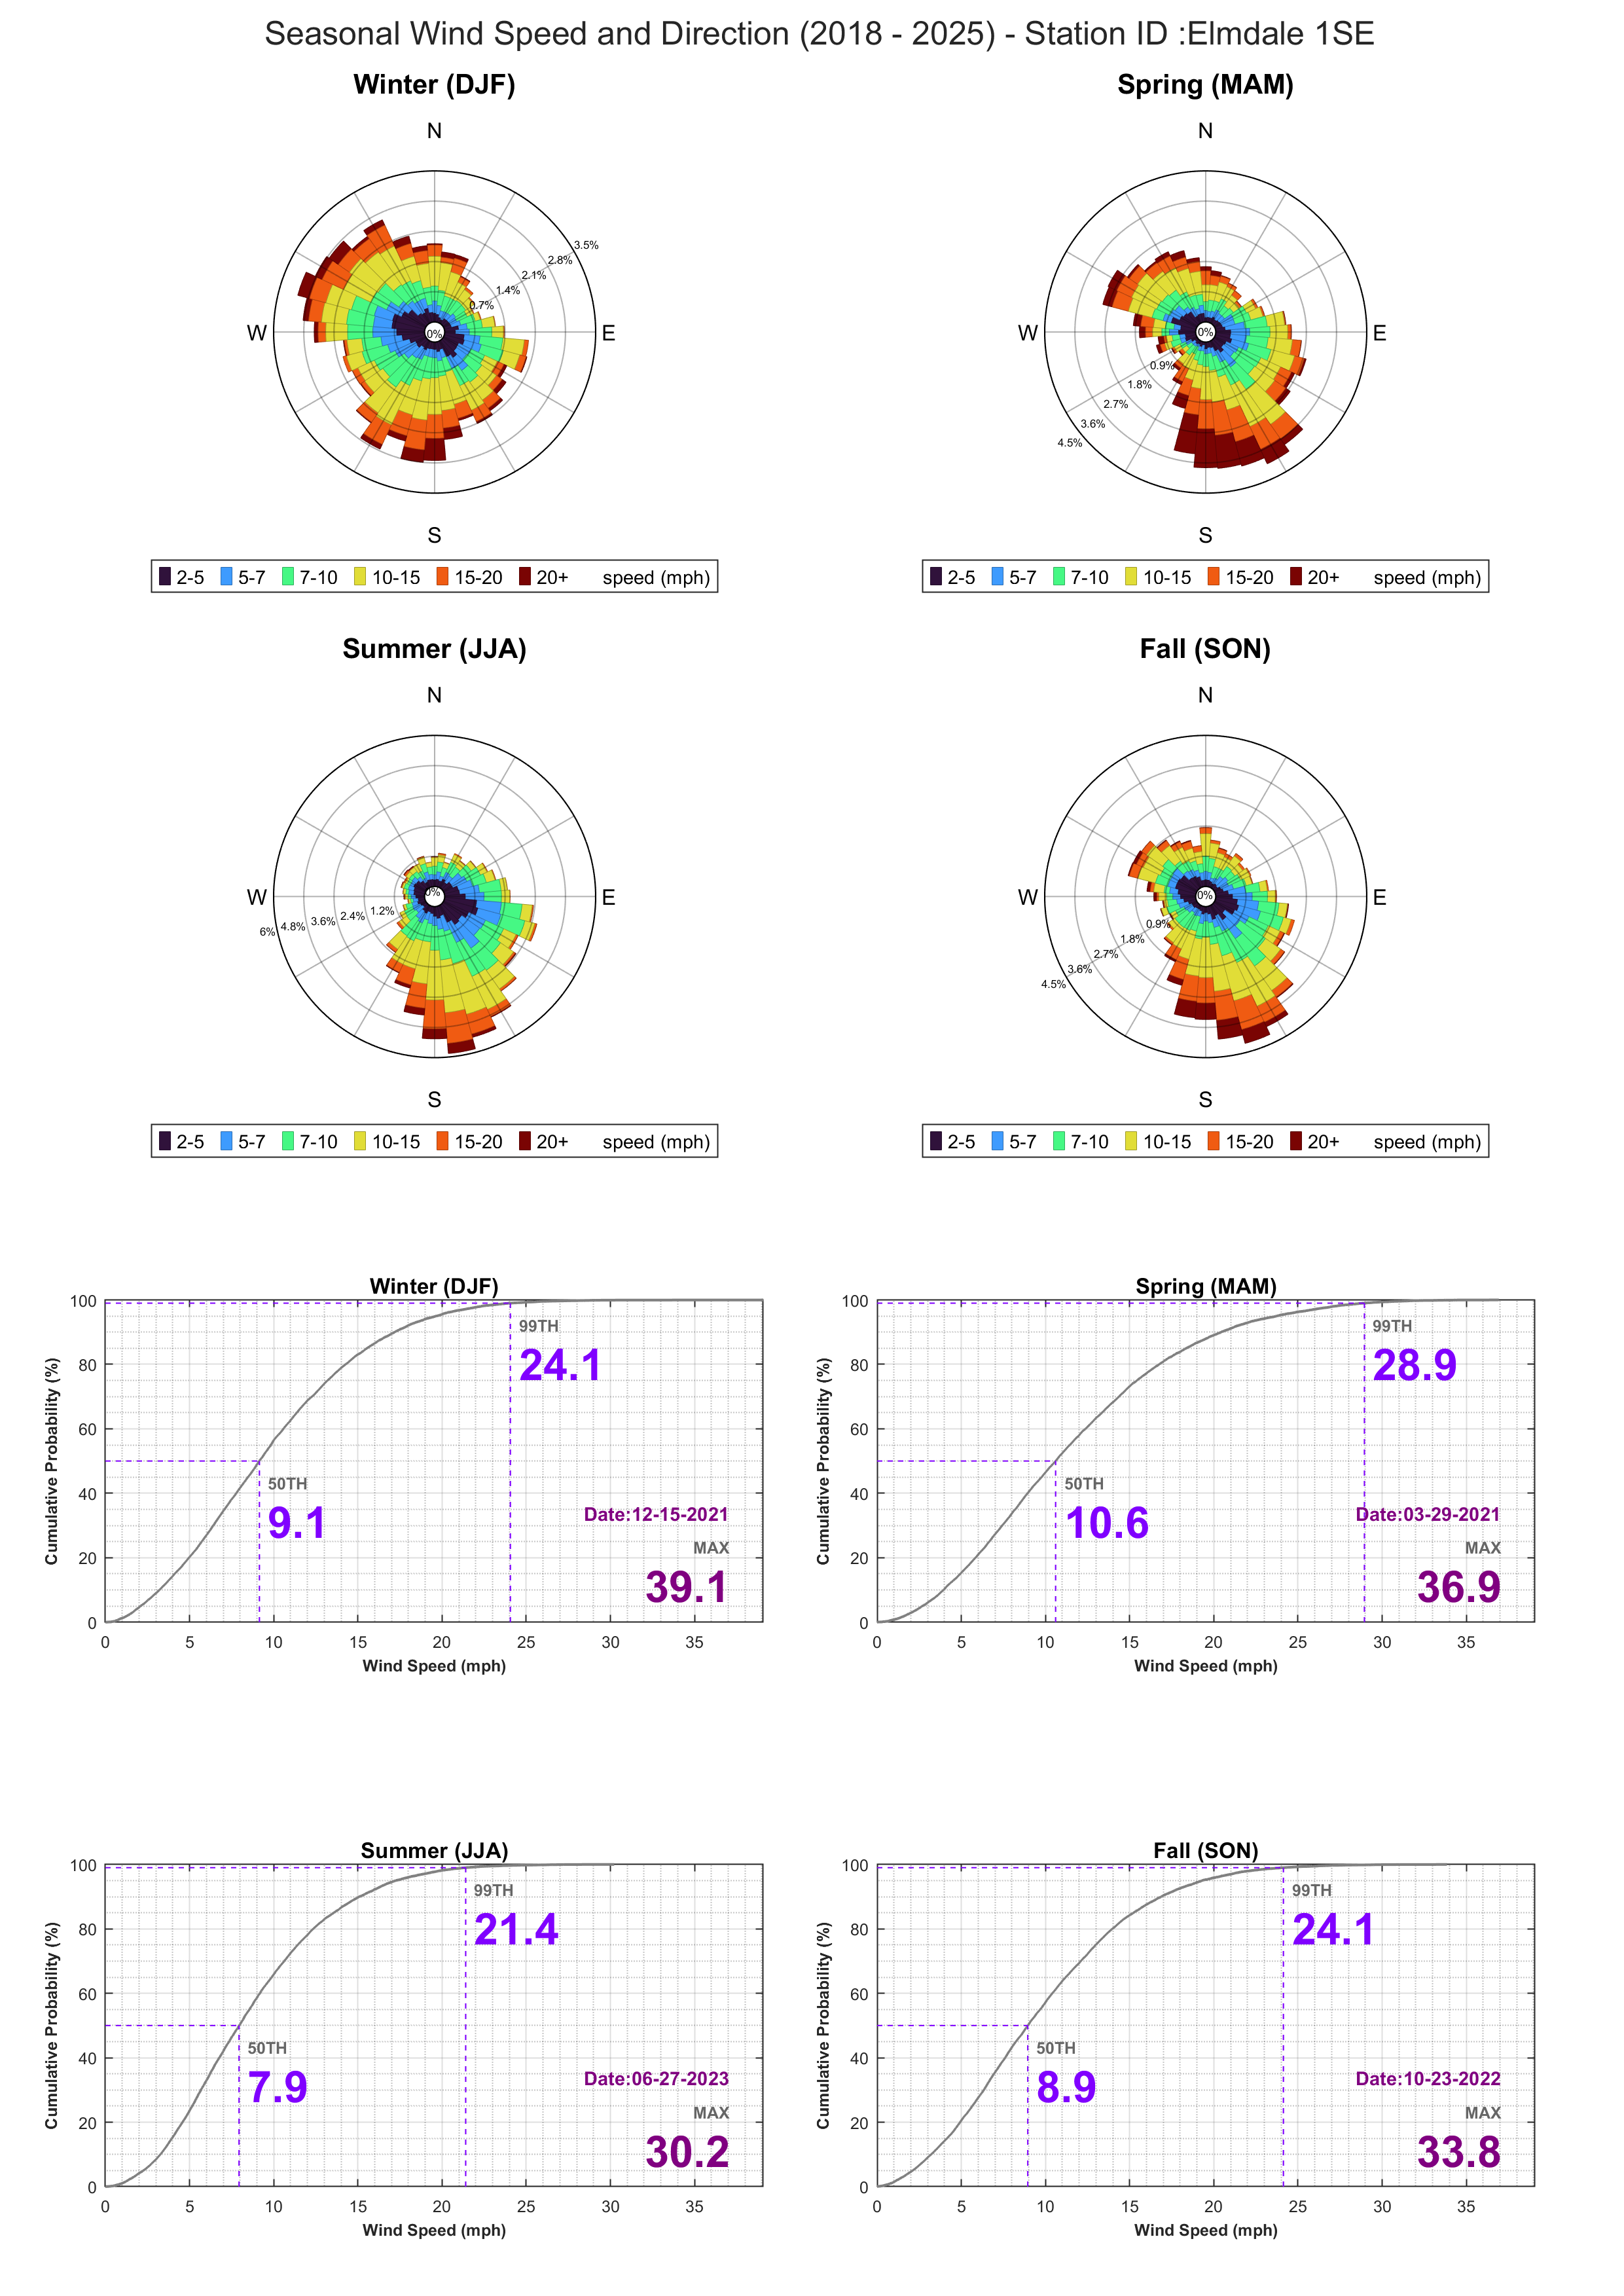 Seasonal Wind Speed and Direction (2018 - 2025) - Station ID :Elmdale 1SE
Winter (DJF)
N
3.5%
2.8%
2.1%
1.4%
0.7%
0%
W
E
S
2-5 5-7 7-10 10-15 15-20 20+ speed (mph)
Spring (MAM)
N
W
E
0%
0.9%
1.8%
2.7%
3.6%
4.5%
S
2-5 5-7 7-10 10-15 15-20 20+ speed (mph)
Summer (JJA)
N
W
E
0%
1.2%
2.4%
3.6%
4.8%
6%
S
2-5 5-7 7-10 10-15 15-20 20+ speed (mph)
Fall (SON)
N
W
E
0%
0.9%
1.8%
2.7%
3.6%
4.5%
S
2-5 5-7 7-10 10-15 15-20 20+ speed (mph)
Winter (DJF)
Cumulative Probability (%)
100
80
60
40
20
0
99TH
24.1
50TH
9.1
Date:12-15-2021
MAX
39.1
0 5 10 15 20 25 30 35
Wind Speed (mph)
Spring (MAM)
Cumulative Probability (%)
100
80
60
40
20
0
99TH
28.9
50TH
10.6
Date:03-29-2021
MAX
36.9
0 5 10 15 20 25 30 35
Wind Speed (mph)
Summer (JJA)
Cumulative Probability (%)
100
80
60
40
20
0
99TH
21.4
50TH
7.9
Date:06-27-2023
MAX
30.2
0 5 10 15 20 25 30 35
Wind Speed (mph)
Fall (SON)
Cumulative Probability (%)
100
80
60
40
20
0
99TH
24.1
50TH
8.9
Date:10-23-2022
MAX
33.8
0 5 10 15 20 25 30 35
Wind Speed (mph)